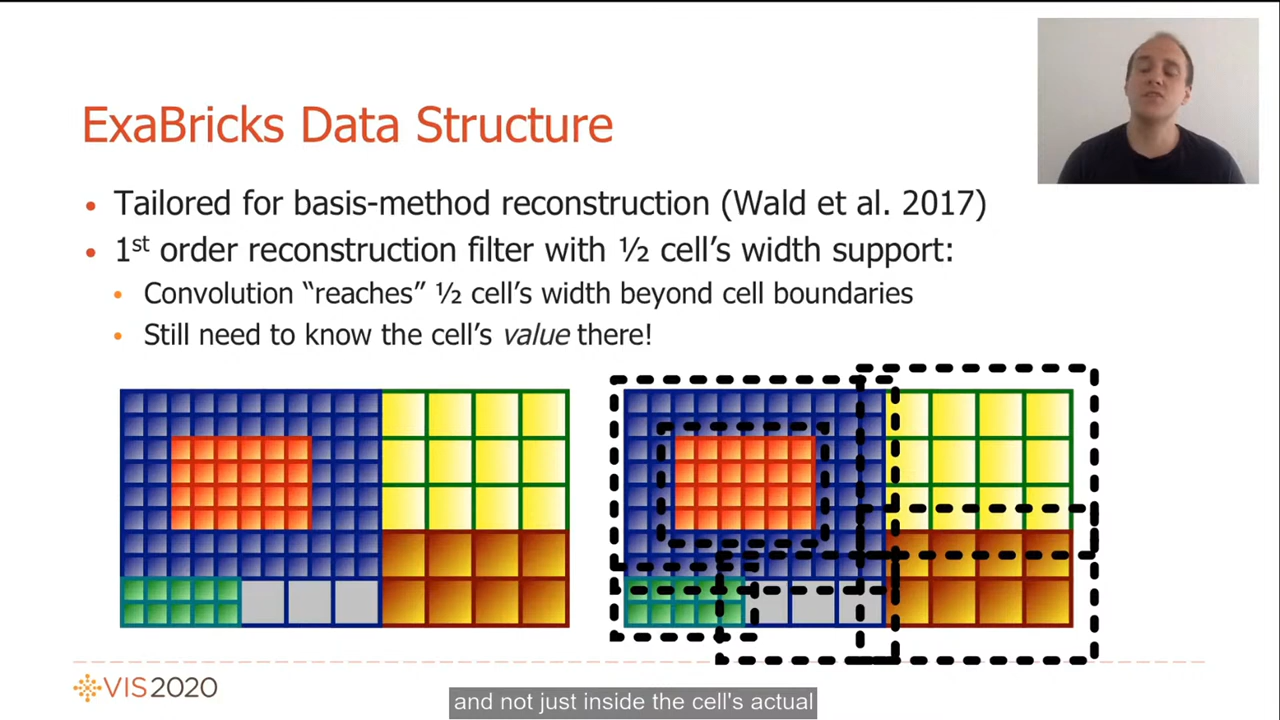 ExaBricks Data Structure
• Tailored for basis-method reconstruction (Wald et al. 2017)
• 1st order reconstruction filter with ½ cell’s width support:
• Convolution “reaches” ½ cell’s width beyond cell boundaries
• Still need to know the cell’s value there!
VIS2020
and not just inside the cell's actual